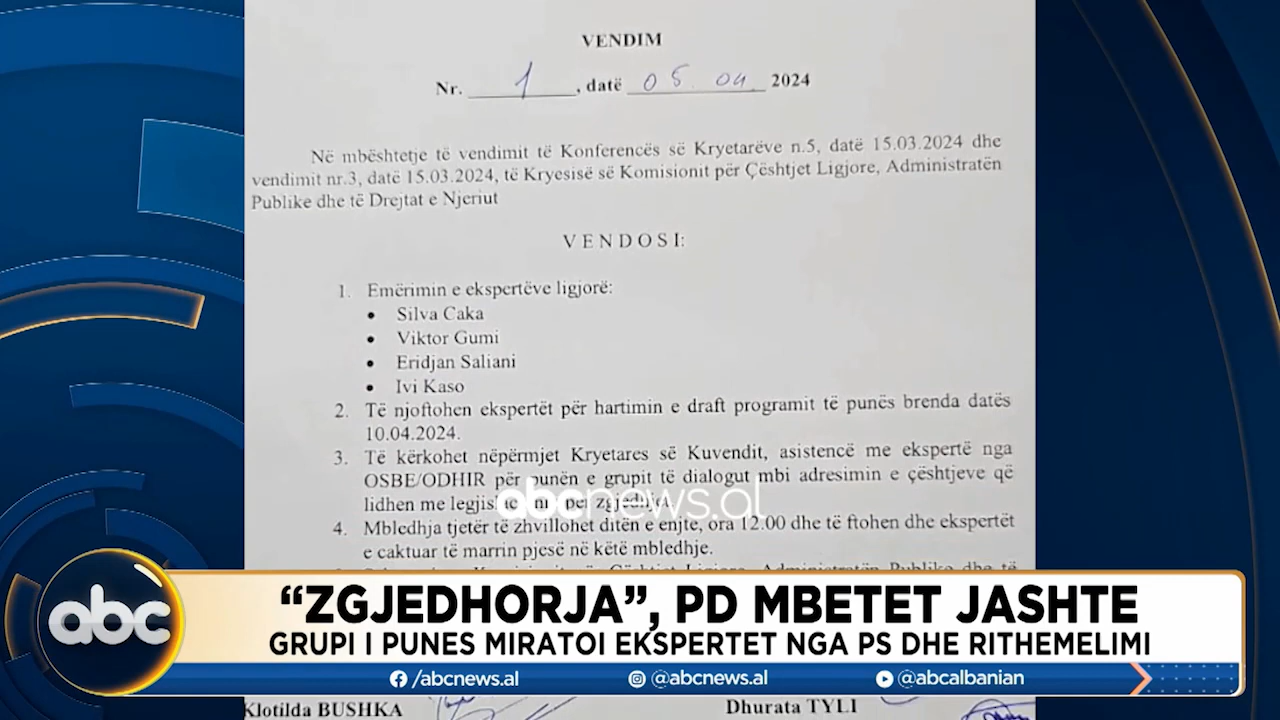 VENDIM
Nr. 1, datë 05. 04. 2024
Në mbështetje të vendimit të Konferencës së Kryetarëve n.5, datë 15.03.2024 dhe
vendimit nr.3, datë 15.03.2024, të Kryesisë së Komisionit për Çështjet Ligjore, Administratën
Publike dhe të Drejtat e Njeriut
V E N D O S I:
1. Emërimin e ekspertëve ligjorë:
• Silva Caka
• Viktor Gumi
• Eridjan Saliani
• Ivi Kaso
2. Të njoftohen ekspertët për hartimin e draft programit të punës brenda datës
10.04.2024.
3. Të kërkohet nëpërmjet Kryetares së Kuvendit, asistencë me ekspertë nga
OSBE/ODHIR për punën e grupit të dialogut mbi adresimin e çështjeve që
lidhen me
abcnews.al
4. Mbledhja tjetër të zhvillohet ditën e enjte, ora 12.00 dhe të ftohen dhe ekspertët
e caktuar të marrin pjesë në këtë mbledhje.
abc
“ZGJEDHORJA”, PD MBETET JASHTE
GRUPI I PUNES MIRATOI EKSPERTET NGA PS DHE RITHEMELIMI
/abcnews.al @abcnews.al @abcalbanian
Klotilda BUSHKA Dhurata TYLI